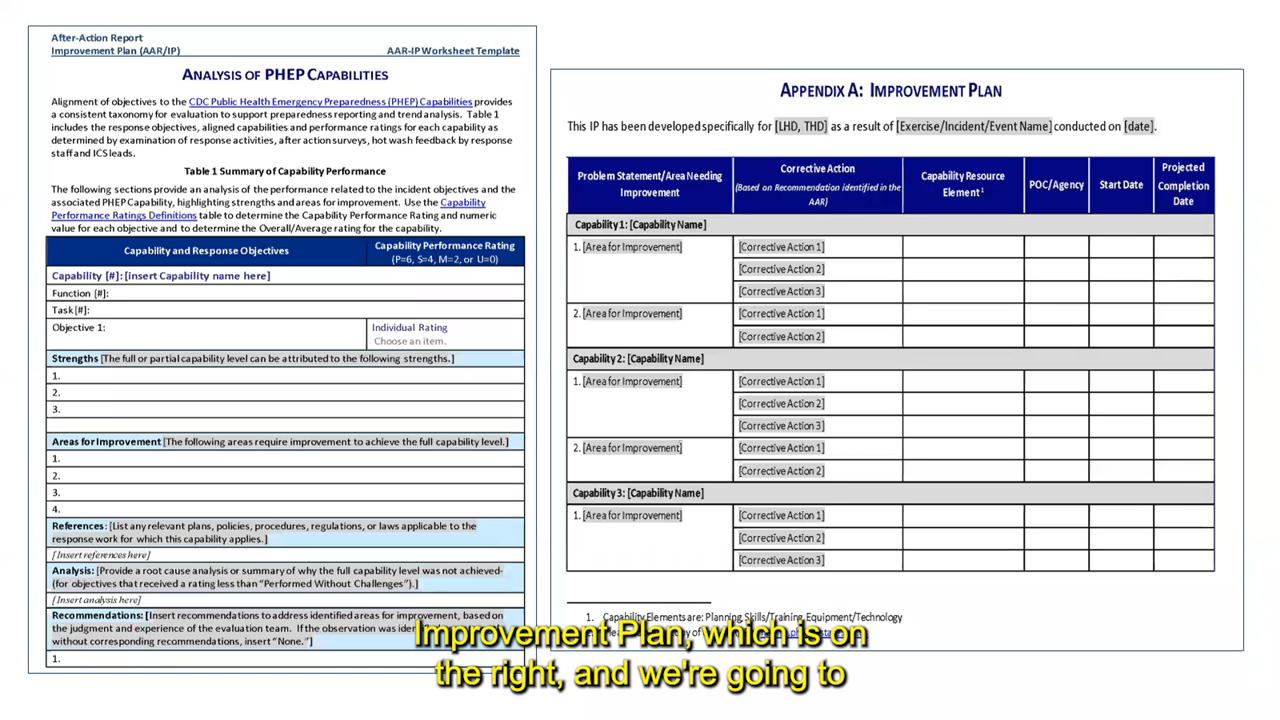 After-Action Report
Improvement Plan (AAR/IP)
AAR-IP Worksheet Template
ANALYSIS OF PHEP CAPABILITIES
Alignment of objectives to the CDC Public Health Emergency Preparedness (PHEP) Capabilities provides
a consistent taxonomy for evaluation to support preparedness reporting and trend analysis. Table 1
includes the response objectives, aligned capabilities and performance ratings for each capability as
determined by examination of response activities, after action surveys, hot wash feedback by response
staff and ICS leads.
Table 1 Summary of Capability Performance
The following sections provide an analysis of the performance related to the incident objectives and the
associated PHEP Capability, highlighting strengths and areas for improvement. Use the Capability
Performance Ratings Definitions table to determine the Capability Performance Rating and numeric
value for each objective and to determine the Overall/Average rating for the capability.
Capability and Response Objectives
Capability Performance Rating
(P=6, S=4, M=2, or U=0)
Capability [#]: [insert Capability name here]
Function [#]:
Task [#]:
Objective 1:
Individual Rating
Choose an item.
Strengths [The full or partial capability level can be attributed to the following strengths.]
1.
2.
3.
Areas for Improvement [The following areas require improvement to achieve the full capability level.]
1.
2.
3.
4.
References: [List any relevant plans, policies, procedures, regulations, or laws applicable to the
response work for which this capability applies.]
[Insert references here]
Analysis: [Provide a root cause analysis or summary of why the full capability level was not achieved-
(for objectives that received a rating less than “Performed Without Challenges”).]
[Insert analysis here]
Recommendations: [Insert recommendations to address identified areas for improvement, based on
the judgment and experience of the evaluation team. If the observation was
without corresponding recommendations, insert “None.”]
1.
APPENDIX A: IMPROVEMENT PLAN
This IP has been developed specifically for [LHD, THD] as a result of [Exercise/Incident/Event Name] conducted on [date].
Problem Statement/Area Needing
Improvement
Corrective Action
(Based on Recommendation identified in the
AAR)
Capability Resource
Element1
POC/Agency
Start Date
Projected
Completion
Date
Capability 1: [Capability Name]
1. [Area for Improvement]
[Corrective Action 1]
[Corrective Action 2]
[Corrective Action 3]
2. [Area for Improvement]
[Corrective Action 1]
[Corrective Action 2]
Capability 2: [Capability Name]
1. [Area for Improvement]
[Corrective Action 1]
[Corrective Action 2]
[Corrective Action 3]
2. [Area for Improvement]
[Corrective Action 1]
[Corrective Action 2]
Capability 3: [Capability Name]
1. [Area for Improvement]
[Corrective Action 1]
[Corrective Action 2]
[Corrective Action 3]
1. Capability Elements are: Planning, Skills/Training, Equipment/Technology
Improvement Plan, which is on
the right, and we're going to